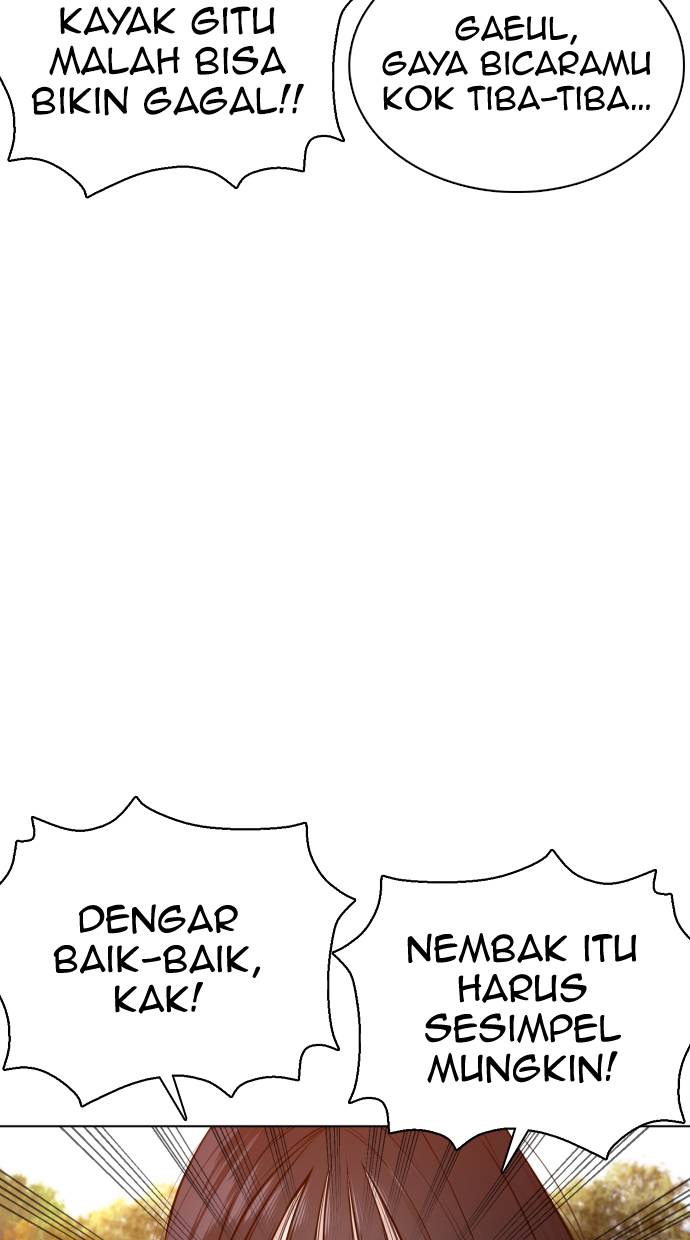 KAYAK GITU
MALAH BISA
BIKIN GAGAL!!
GAEUL,
GAYA BICARAMU
KOK TIBA-TIBA...
DENGAR
BAIK-BAIK,
KAK!
NEMBAK ITU
HARUS
SESIMPEL
MUNGKIN!